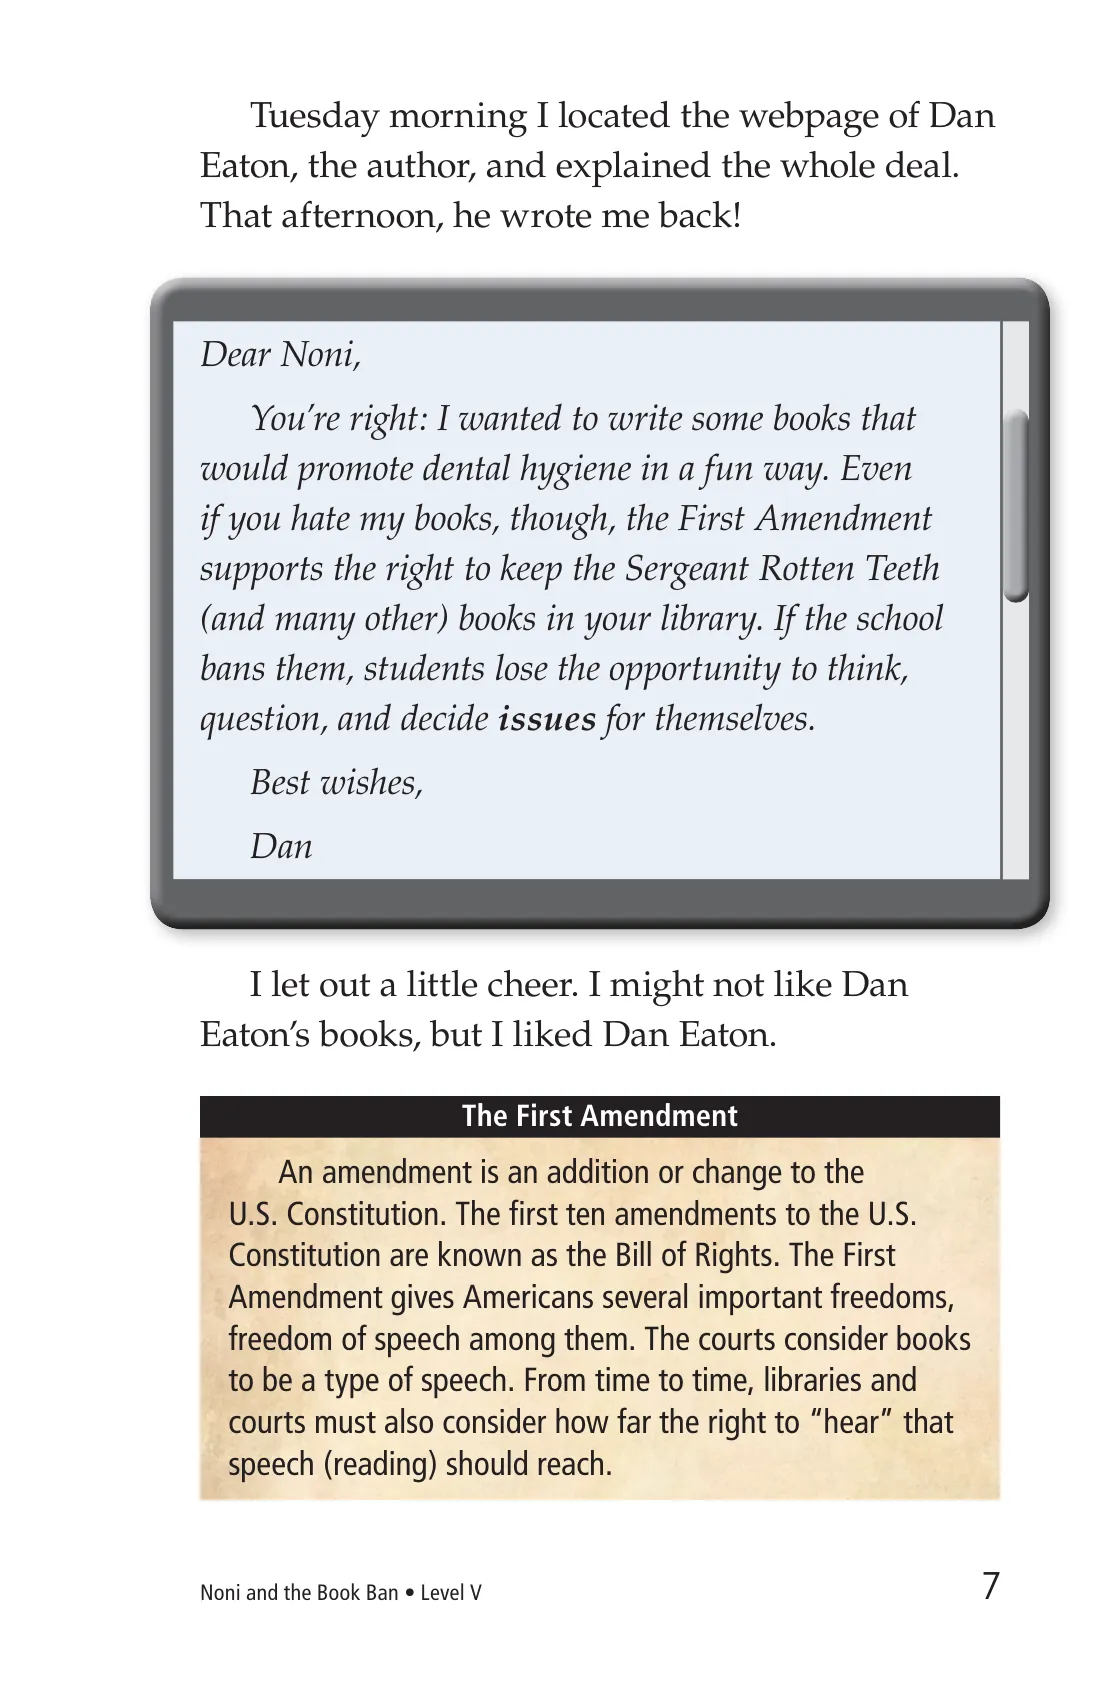 Tuesday morning I located the webpage of Dan
Eaton, the author, and explained the whole deal.
That afternoon, he wrote me back!
Dear Noni,
You’re right: I wanted to write some books that
would promote dental hygiene in a fun way. Even
if you hate my books, though, the First Amendment
supports the right to keep the Sergeant Rotten Teeth
(and many other) books in your library. If the school
bans them, students lose the opportunity to think,
question, and decide issues for themselves.
Best wishes,
Dan
I let out a little cheer. I might not like Dan
Eaton’s books, but I liked Dan Eaton.
The First Amendment
An amendment is an addition or change to the
U.S. Constitution. The first ten amendments to the U.S.
Constitution are known as the Bill of Rights. The First
Amendment gives Americans several important freedoms,
freedom of speech among them. The courts consider books
to be a type of speech. From time to time, libraries and
courts must also consider how far the right to “hear” that
speech (reading) should reach.
Noni and the Book Ban • Level V
7